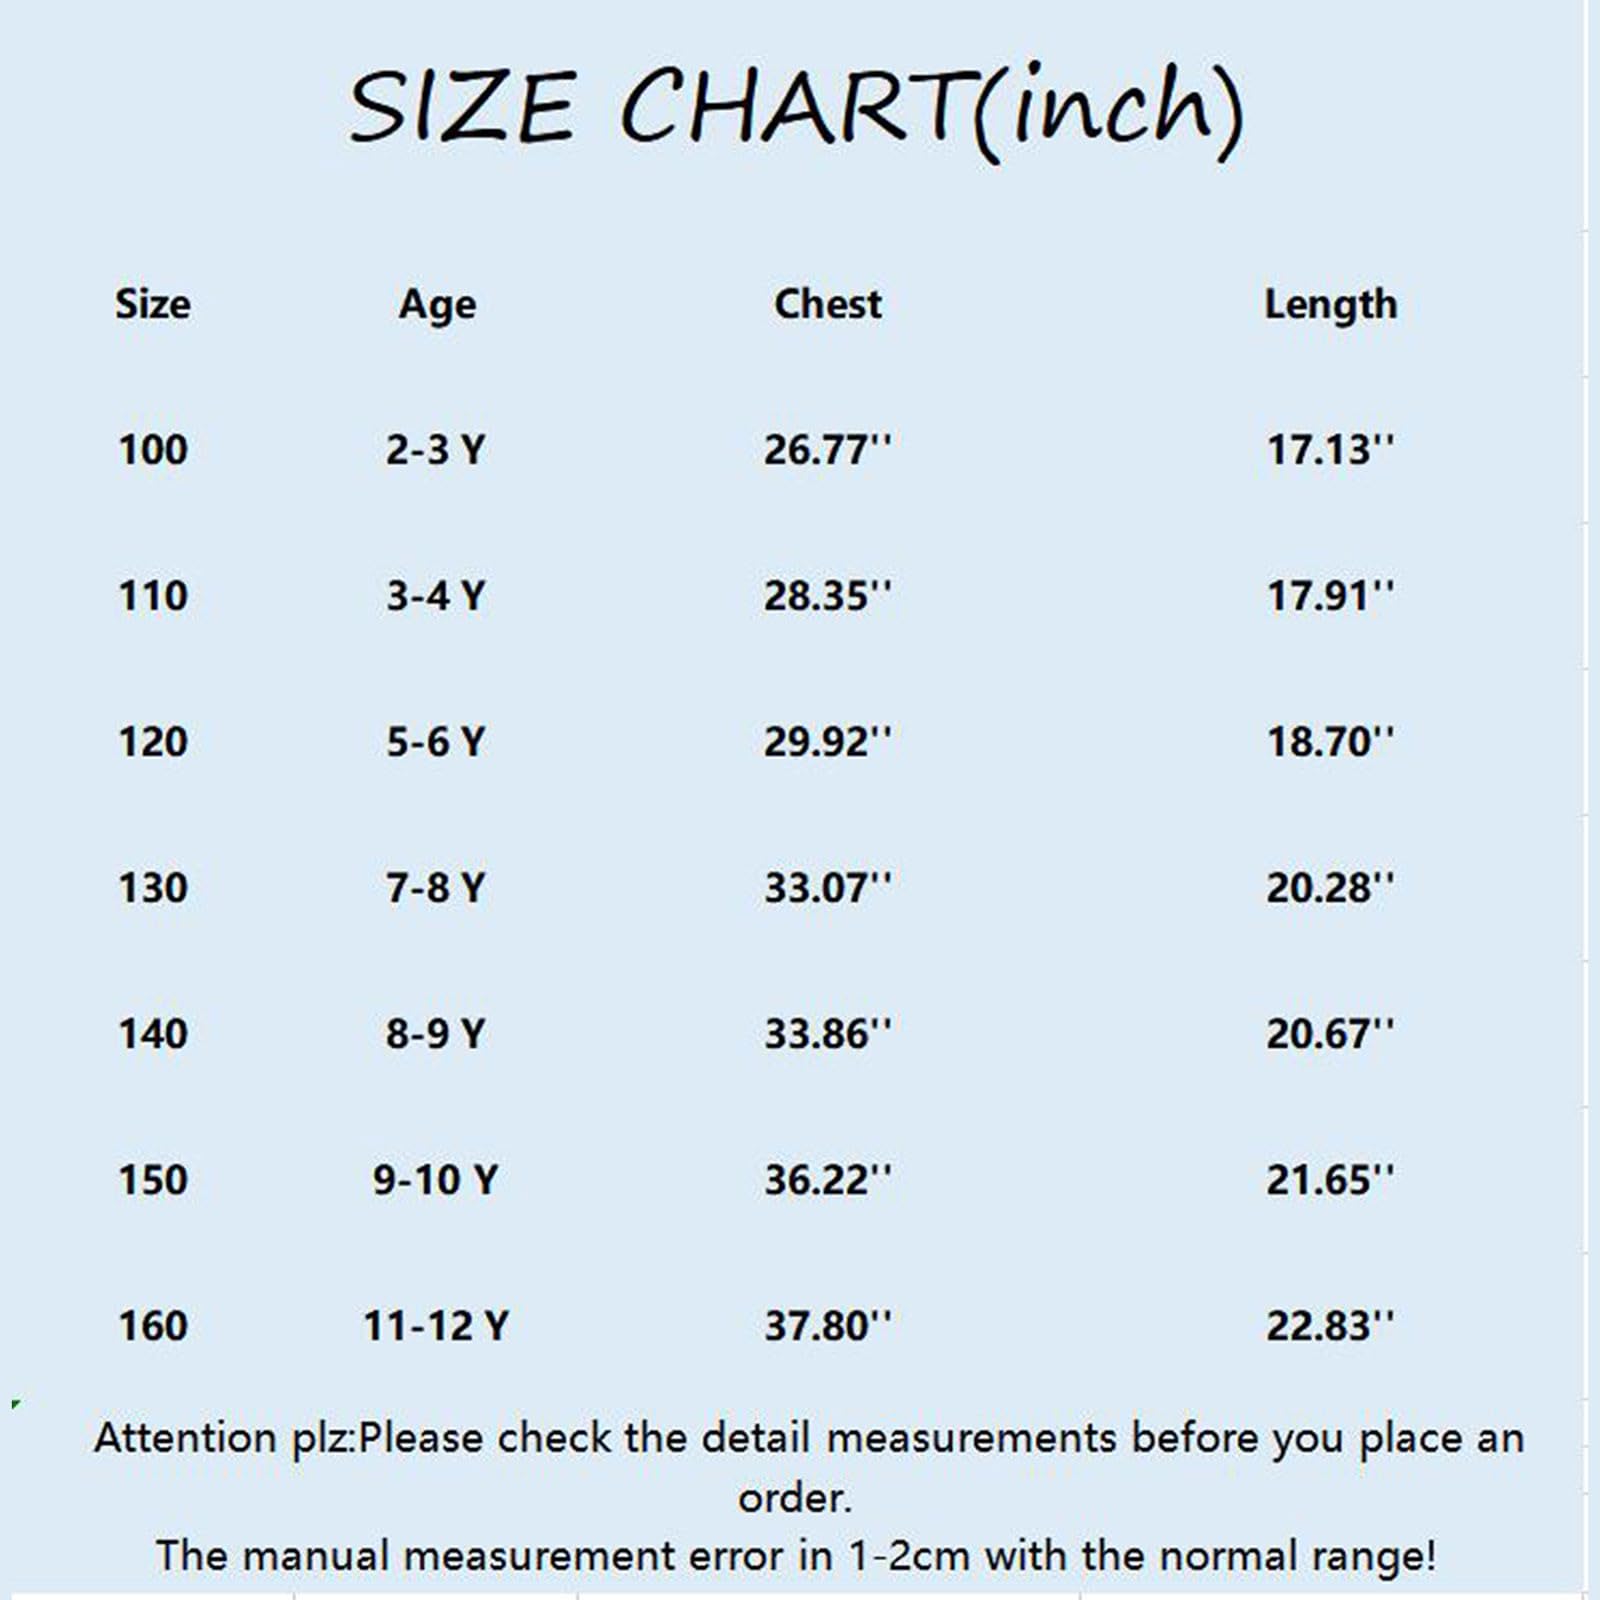 SIZE CHART(inch)
Size Age Chest Length
100 2-3 Y 26.77'' 17.13''
110 3-4 Y 28.35'' 17.91''
120 5-6 Y 29.92'' 18.70''
130 7-8 Y 33.07'' 20.28''
140 8-9 Y 33.86'' 20.67''
150 9-10 Y 36.22'' 21.65''
160 11-12 Y 37.80'' 22.83''
Attention plz:Please check the detail measurements before you place an
order.
The manual measurement error in 1-2cm with the normal range!